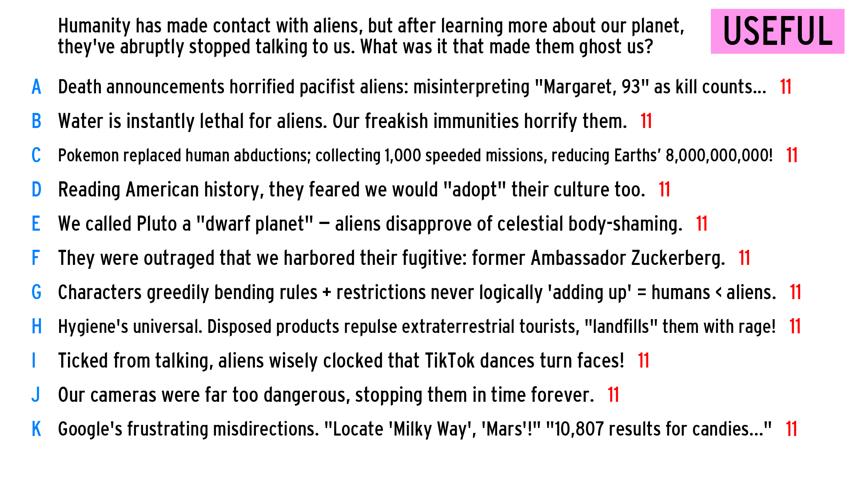 Humanity has made contact with aliens, but after learning more about our planet,
they've abruptly stopped talking to us. What was it that made them ghost us?
USEFUL
A Death announcements horrified pacifist aliens: misinterpreting "Margaret, 93" as kill counts... 11
B Water is instantly lethal for aliens. Our freakish immunities horrify them. 11
C Pokemon replaced human abductions; collecting 1,000 speeded missions, reducing Earths' 8,000,000,000! 11
D Reading American history, they feared we would "adopt" their culture too. 11
E We called Pluto a "dwarf planet" – aliens disapprove of celestial body-shaming. 11
F They were outraged that we harbored their fugitive: former Ambassador Zuckerberg. 11
G Characters greedily bending rules + restrictions never logically 'adding up' = humans < aliens. 11
H Hygiene's universal. Disposed products repulse extraterrestrial tourists, "landfills" them with rage! 11
I Ticked from talking, aliens wisely clocked that TikTok dances turn faces! 11
J Our cameras were far too dangerous, stopping them in time forever. 11
K Google's frustrating misdirections. "Locate 'Milky Way', 'Mars'!" "10,807 results for candies..." 11